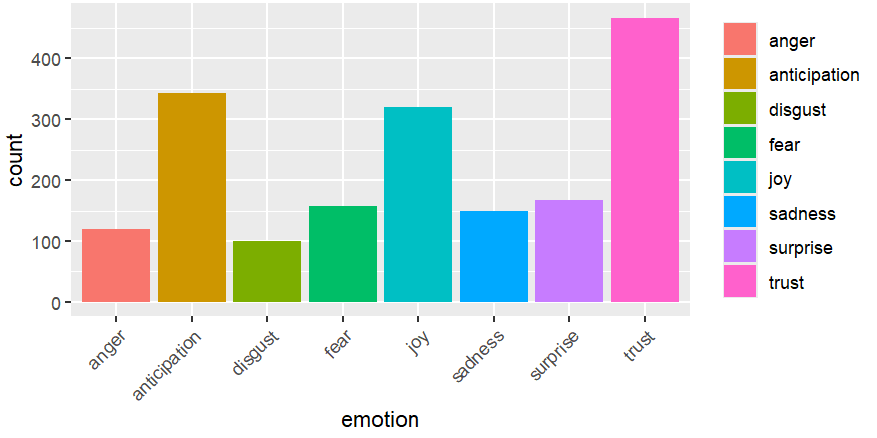 count
400
300
200
100
0
anger
anticipation
disgust
fear
joy
sadness
surprise
trust
emotion
anger
anticipation
disgust
fear
joy
sadness
surprise
trust